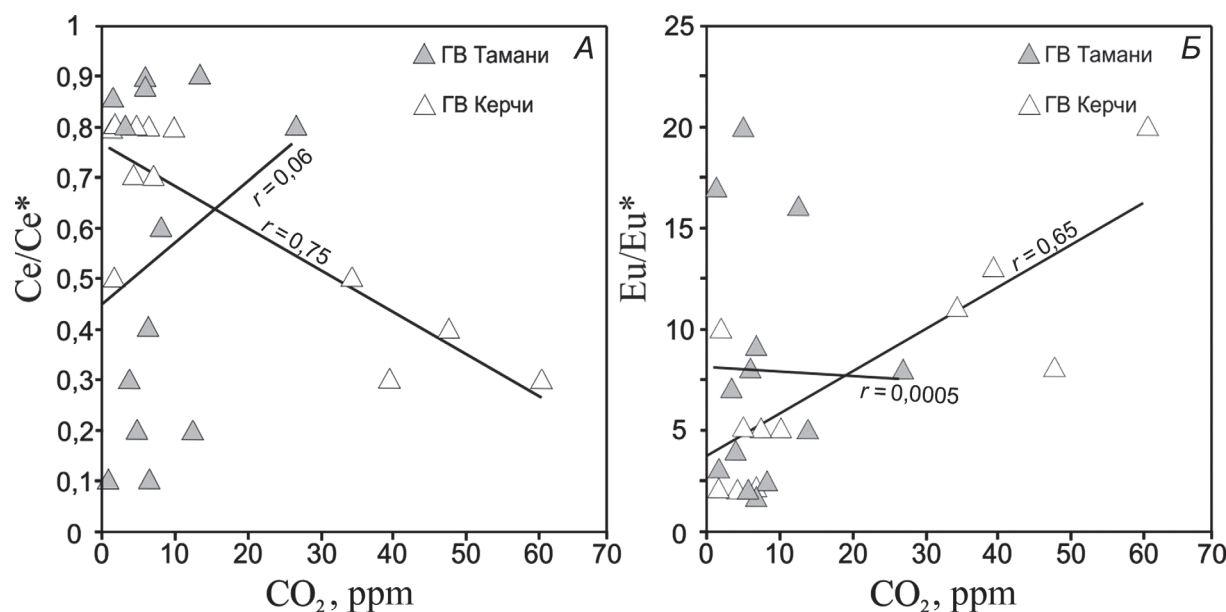 А
ГВ Тамани
ГВ Керчи
1
0,9
0,8
0,7
0,6
0,5
0,4
0,3
0,2
0,1
0
Ce/Ce*
r = 0,06
r = 0,75
0 10 20 30 40 50 60 70
CO₂, ppm
Б
ГВ Тамани
ГВ Керчи
25
20
15
10
5
0
Eu/Eu*
r = 0,65
r = 0,0005
0 10 20 30 40 50 60 70
CO₂, ppm